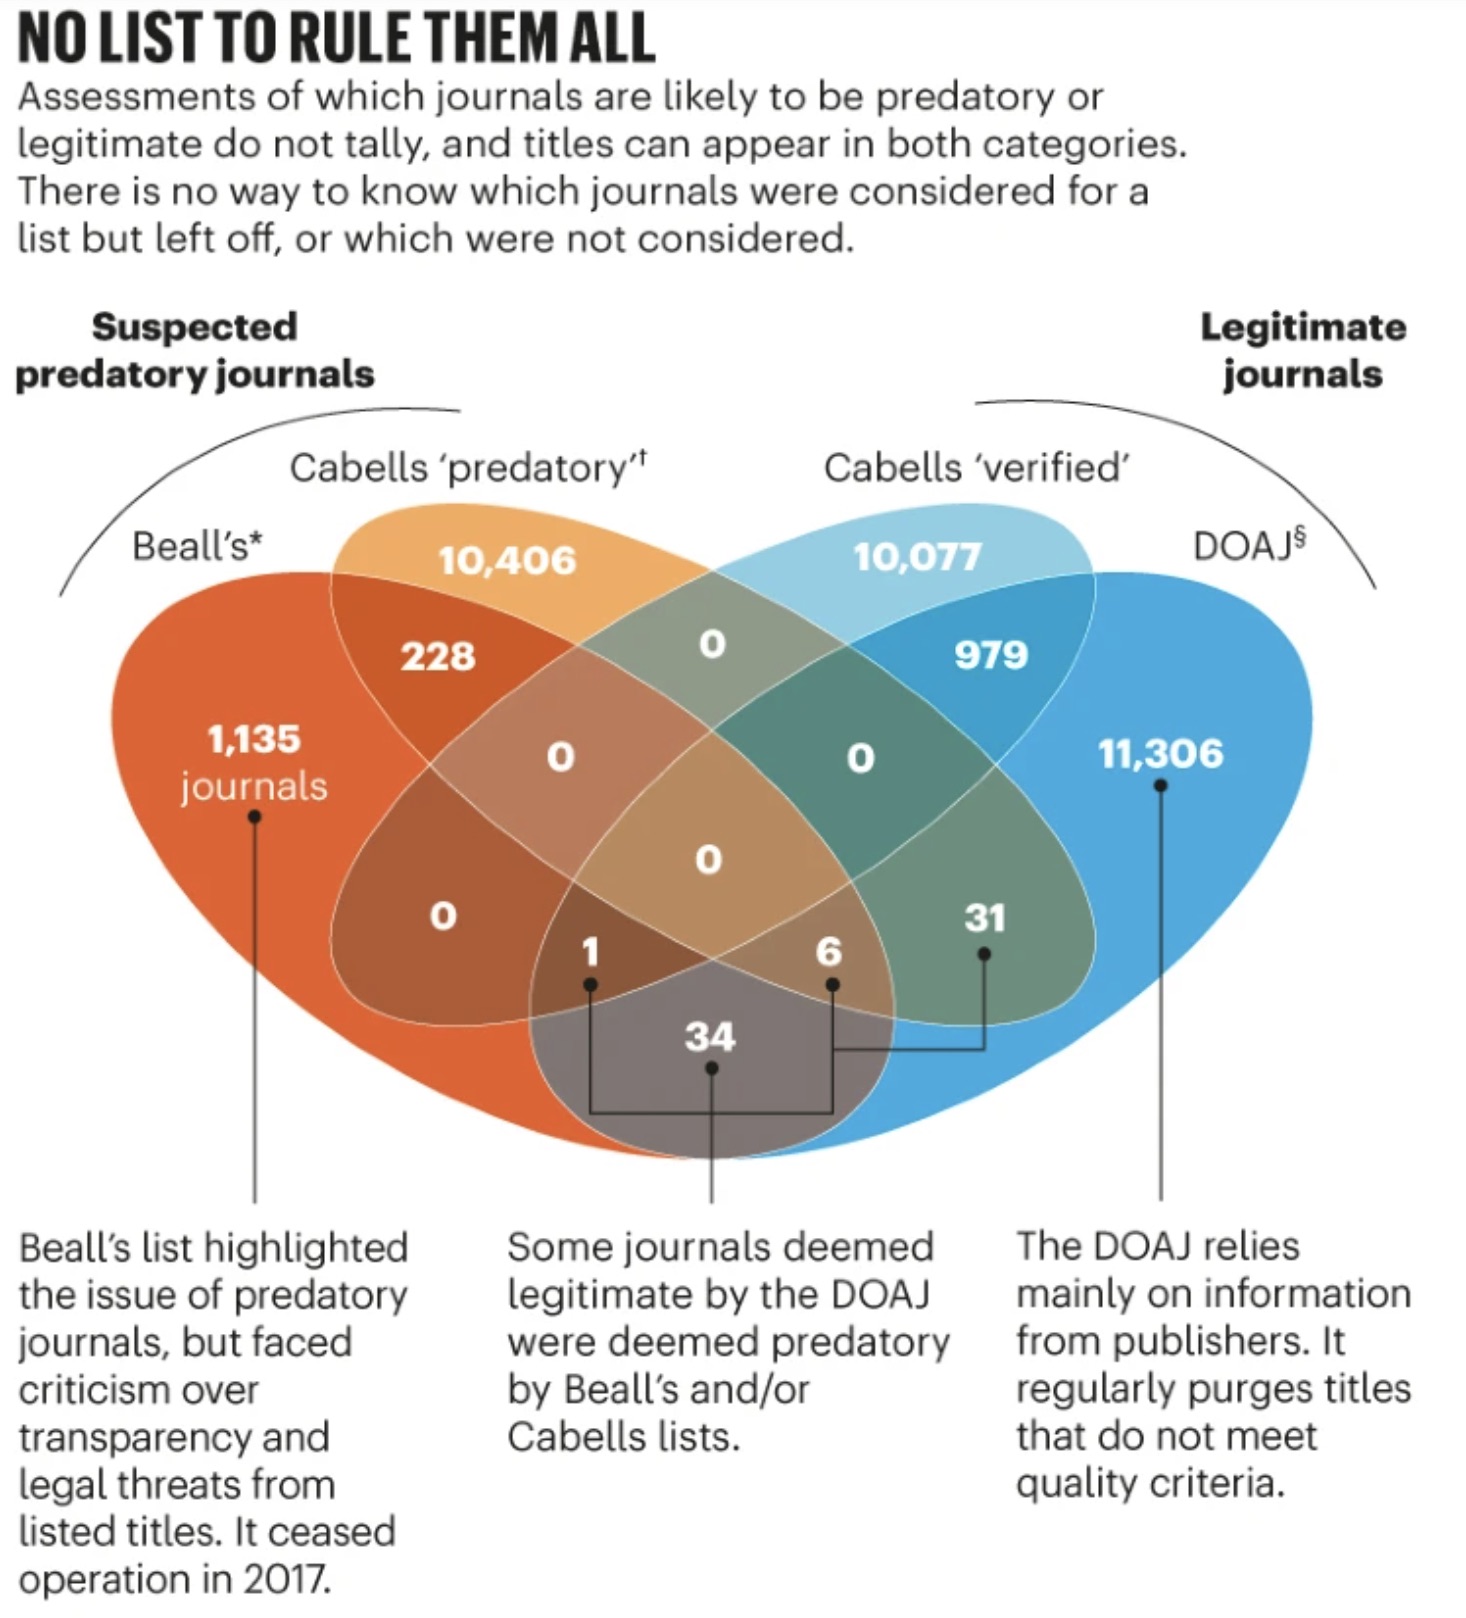 NO LIST TO RULE THEM ALL
Assessments of which journals are likely to be predatory or
legitimate do not tally, and titles can appear in both categories.
There is no way to know which journals were considered for a
list but left off, or which were not considered.
Suspected
predatory journals
Legitimate
journals
Cabells ‘predatory’†
Cabells ‘verified’
Beall’s*
DOAJ§
10,406
10,077
0
228
979
1,135
journals
11,306
0
0
0
0
31
1
6
34
Beall’s list highlighted
the issue of predatory
journals, but faced
criticism over
transparency and
legal threats from
listed titles. It ceased
operation in 2017.
Some journals deemed
legitimate by the DOAJ
were deemed predatory
by Beall’s and/or
Cabells lists.
The DOAJ relies
mainly on information
from publishers. It
regularly purges titles
that do not meet
quality criteria.